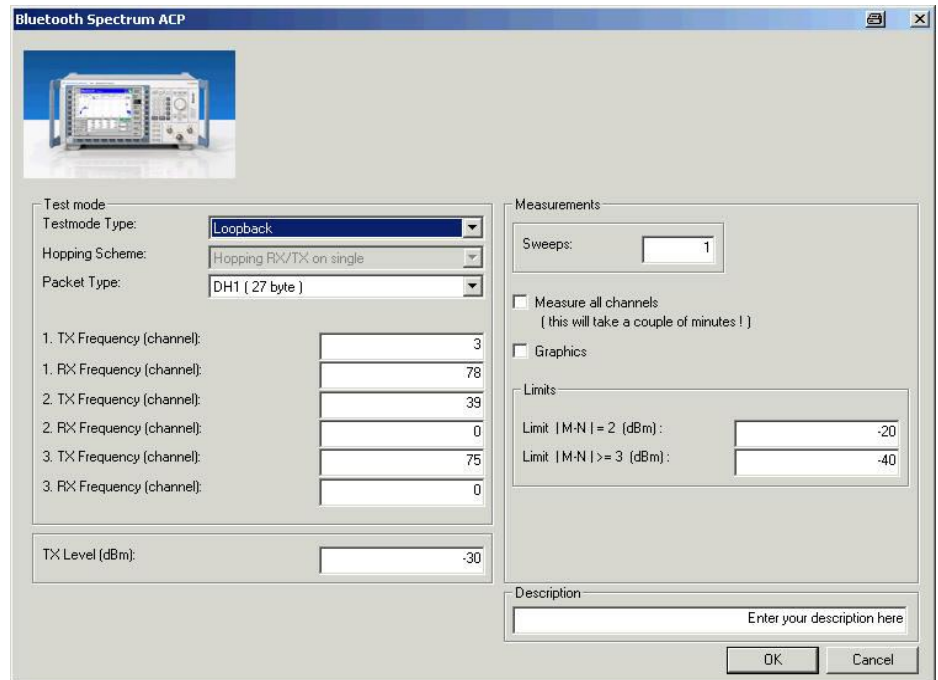 Bluetooth Spectrum ACP
Test mode
Testmode Type: Loopback
Hopping Scheme: Hopping RX/TX on single
Packet Type: DH1 ( 27 byte )
1. TX Frequency (channel): 3
1. RX Frequency (channel): 78
2. TX Frequency (channel): 39
2. RX Frequency (channel): 0
3. TX Frequency (channel): 75
3. RX Frequency (channel): 0
TX Level (dBm): -30
Measurements
Sweeps: 1
Measure all channels
( this will take a couple of minutes ! )
Graphics
Limits
Limit |M-N| = 2 (dBm) : -20
Limit |M-N| >= 3 (dBm) : -40
Description
Enter your description here
OK Cancel